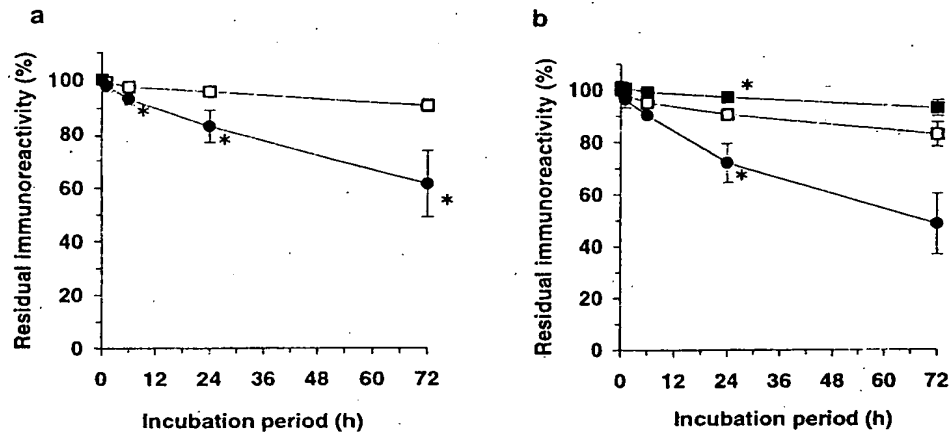 a
Residual immunoreactivity (%)
100
80
60
40
20
0
*
*
*
0 12 24 36 48 60 72
Incubation period (h)
b
Residual immunoreactivity (%)
100
80
60
40
20
0
*
*
0 12 24 36 48 60 72
Incubation period (h)